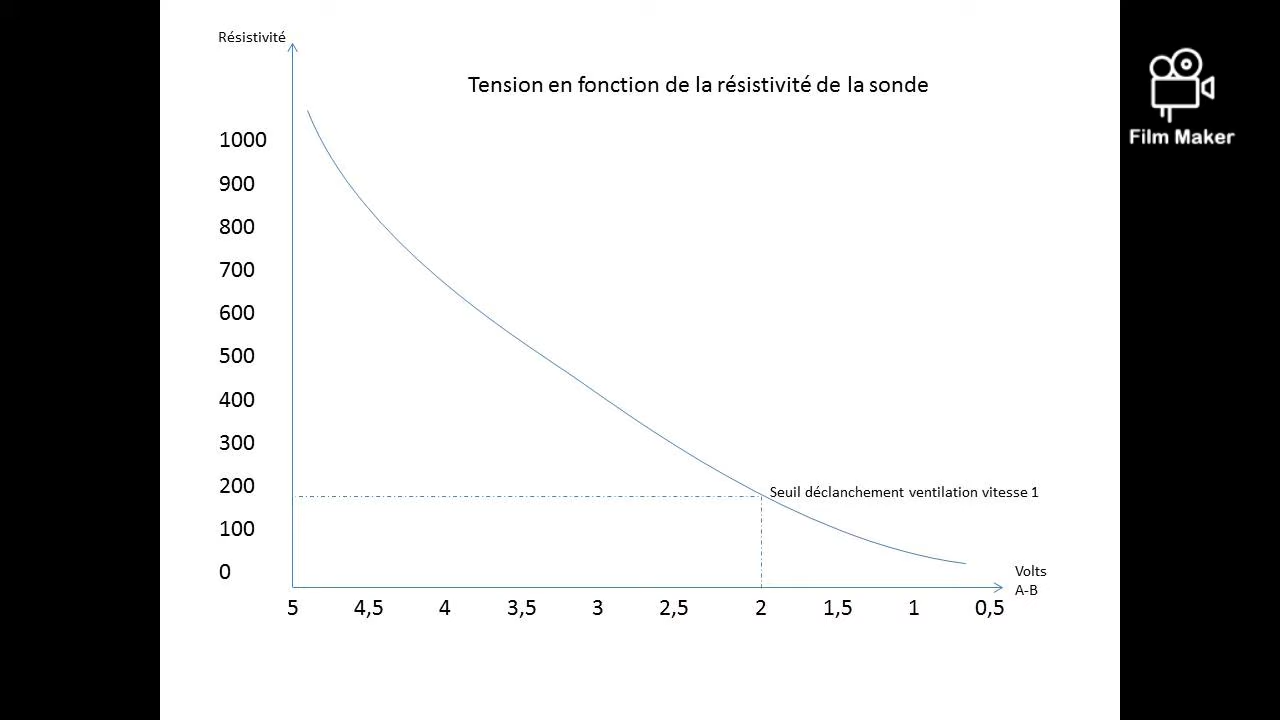 Résistivité
Tension en fonction de la résistivité de la sonde
Film Maker
1000
900
800
700
600
500
400
300
200
Seuil déclanchement ventilation vitesse 1
100
0
Volts
A-B
5 4,5 4 3,5 3 2,5 2 1,5 1 0,5